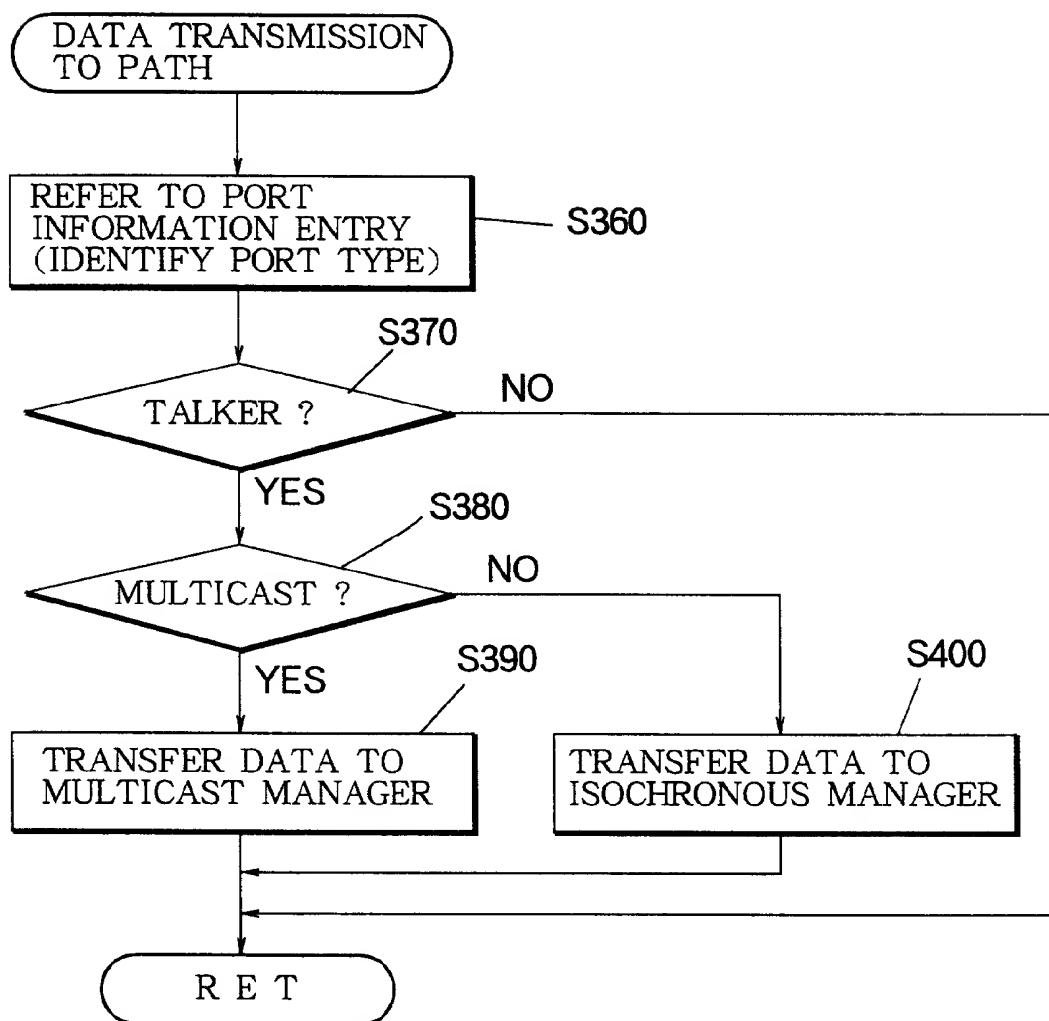 DATA TRANSMISSION
TO PATH
REFER TO PORT
INFORMATION ENTRY
(IDENTIFY PORT TYPE)
S360
S370
TALKER ?
NO
YES
S380
MULTICAST ?
NO
YES
S390
S400
TRANSFER DATA TO
MULTICAST MANAGER
TRANSFER DATA TO
ISOCHRONOUS MANAGER
R E T